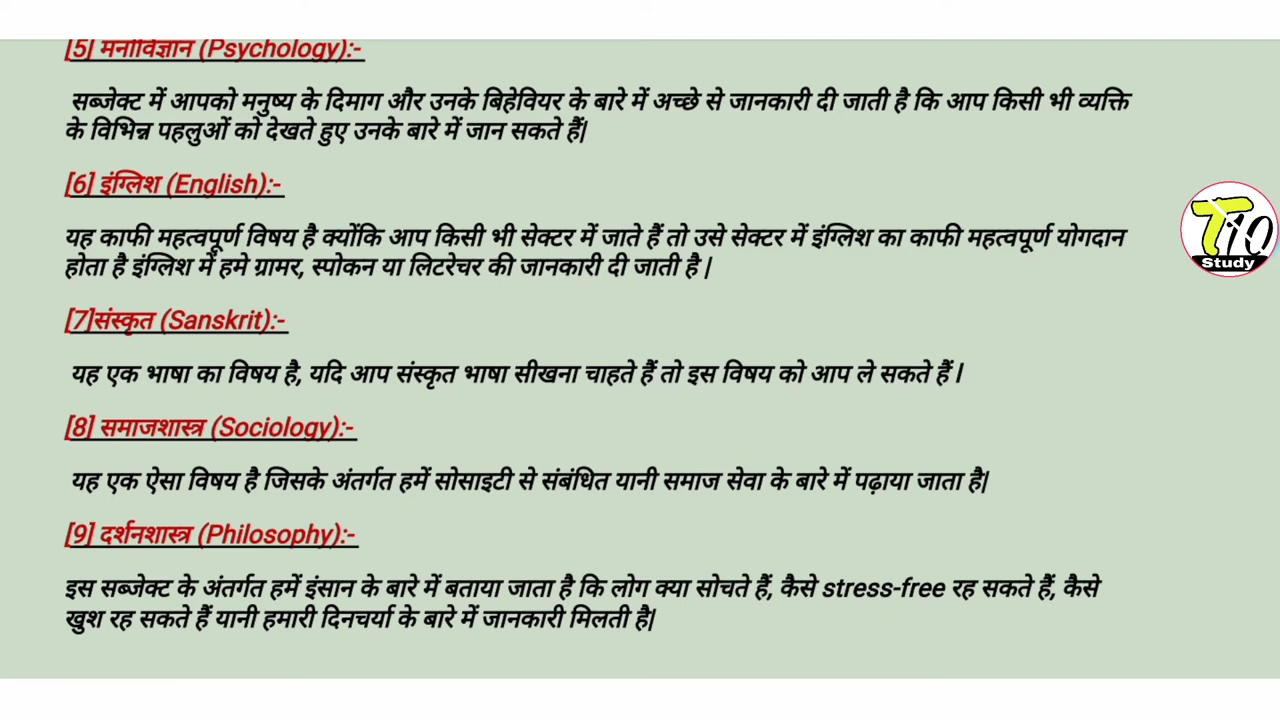 [5] मनोविज्ञान (Psychology):-
सब्जेक्ट में आपको मनुष्य के दिमाग और उनके बिहेवियर के बारे में अच्छे से जानकारी दी जाती है कि आप किसी भी व्यक्ति
के विभिन्न पहलुओं को देखते हुए उनके बारे में जान सकते हैं|
[6] इंग्लिश (English):-
यह काफी महत्वपूर्ण विषय है क्योंकि आप किसी भी सेक्टर में जाते हैं तो उसे सेक्टर में इंग्लिश का काफी महत्वपूर्ण योगदान
होता है इंग्लिश में हमे ग्रामर, स्पोकन या लिटरेचर की जानकारी दी जाती है |
[7]संस्कृत (Sanskrit):-
यह एक भाषा का विषय है, यदि आप संस्कृत भाषा सीखना चाहते हैं तो इस विषय को आप ले सकते हैं l
[8] समाजशास्त्र (Sociology):-
यह एक ऐसा विषय है जिसके अंतर्गत हमें सोसाइटी से संबंधित यानी समाज सेवा के बारे में पढ़ाया जाता है|
[9] दर्शनशास्त्र (Philosophy):-
इस सब्जेक्ट के अंतर्गत हमें इंसान के बारे में बताया जाता है कि लोग क्या सोचते हैं, कैसे stress-free रह सकते हैं, कैसे
खुश रह सकते हैं यानी हमारी दिनचर्या के बारे में जानकारी मिलती है|
T10
Study